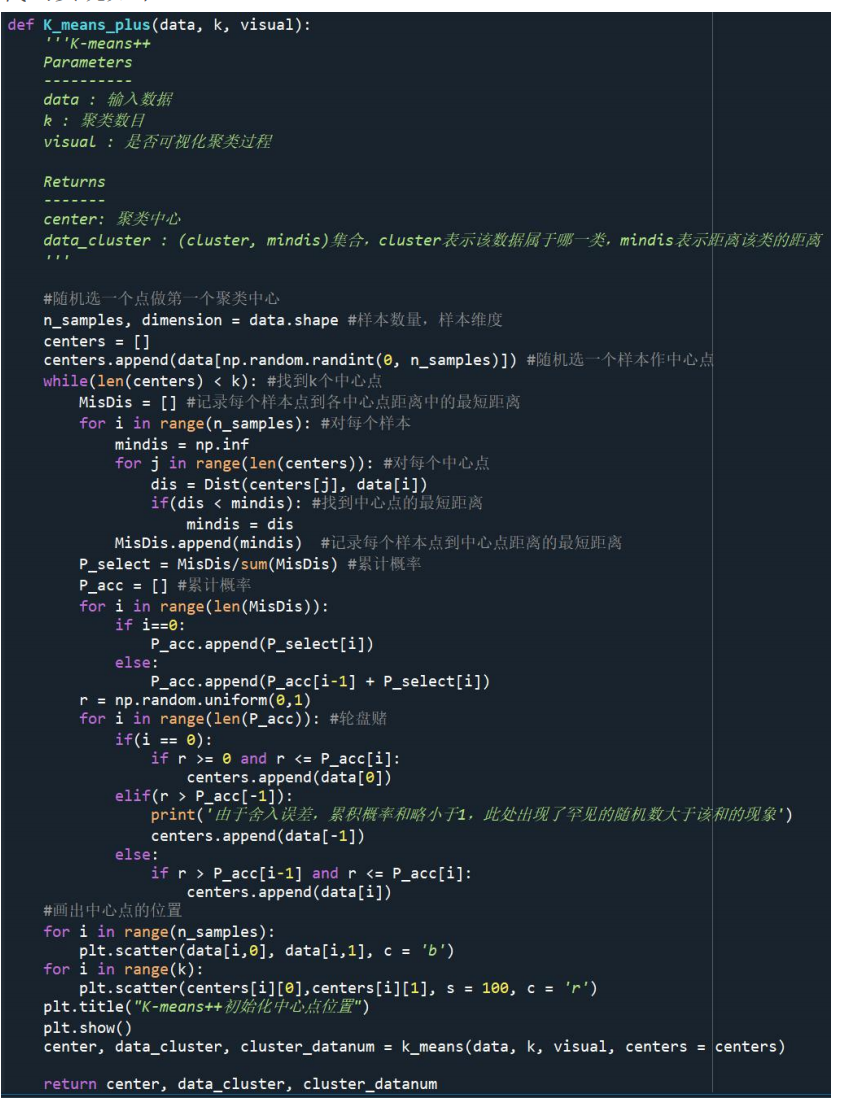 def K_means_plus(data, k, visual):
    '''K-means++
    Parameters
    ----------
    data : 输入数据
    k : 聚类数目
    visual : 是否可视化聚类过程

    Returns
    -------
    center: 聚类中心
    data_cluster : (cluster, mindis)集合，cluster表示该数据属于哪一类，mindis表示距离该类的距离
    '''

    #随机选一个点做第一个聚类中心
    n_samples, dimension = data.shape #样本数量，样本维度
    centers = []
    centers.append(data[np.random.randint(0, n_samples)]) #随机选一个样本作中心点
    while(len(centers) < k): #找到k个中心点
        MisDis = [] #记录每个样本点到各中心点距离中的最短距离
        for i in range(n_samples): #对每个样本
            mindis = np.inf
            for j in range(len(centers)): #对每个中心点
                dis = Dist(centers[j], data[i])
                if(dis < mindis): #找到中心点的最短距离
                    mindis = dis
            MisDis.append(mindis)  #记录每个样本点到中心点距离的最短距离
        P_select = MisDis/sum(MisDis) #累计概率
        P_acc = [] #累计概率
        for i in range(len(MisDis)):
            if i==0:
                P_acc.append(P_select[i])
            else:
                P_acc.append(P_acc[i-1] + P_select[i])
        r = np.random.uniform(0,1)
        for i in range(len(P_acc)): #轮盘赌
            if(i == 0):
                if r >= 0 and r <= P_acc[i]:
                    centers.append(data[0])
            elif(r > P_acc[-1]):
                print('由于舍入误差，累积概率和略小于1，此处出现了罕见的随机数大于该和的现象')
                centers.append(data[-1])
            else:
                if r > P_acc[i-1] and r <= P_acc[i]:
                    centers.append(data[i])
    #画出中心点的位置
    for i in range(n_samples):
        plt.scatter(data[i,0], data[i,1], c = 'b')
    for i in range(k):
        plt.scatter(centers[i][0],centers[i][1], s = 100, c = 'r')
    plt.title("K-means++初始化中心点位置")
    plt.show()
    center, data_cluster, cluster_datanum = k_means(data, k, visual, centers = centers)

    return center, data_cluster, cluster_datanum